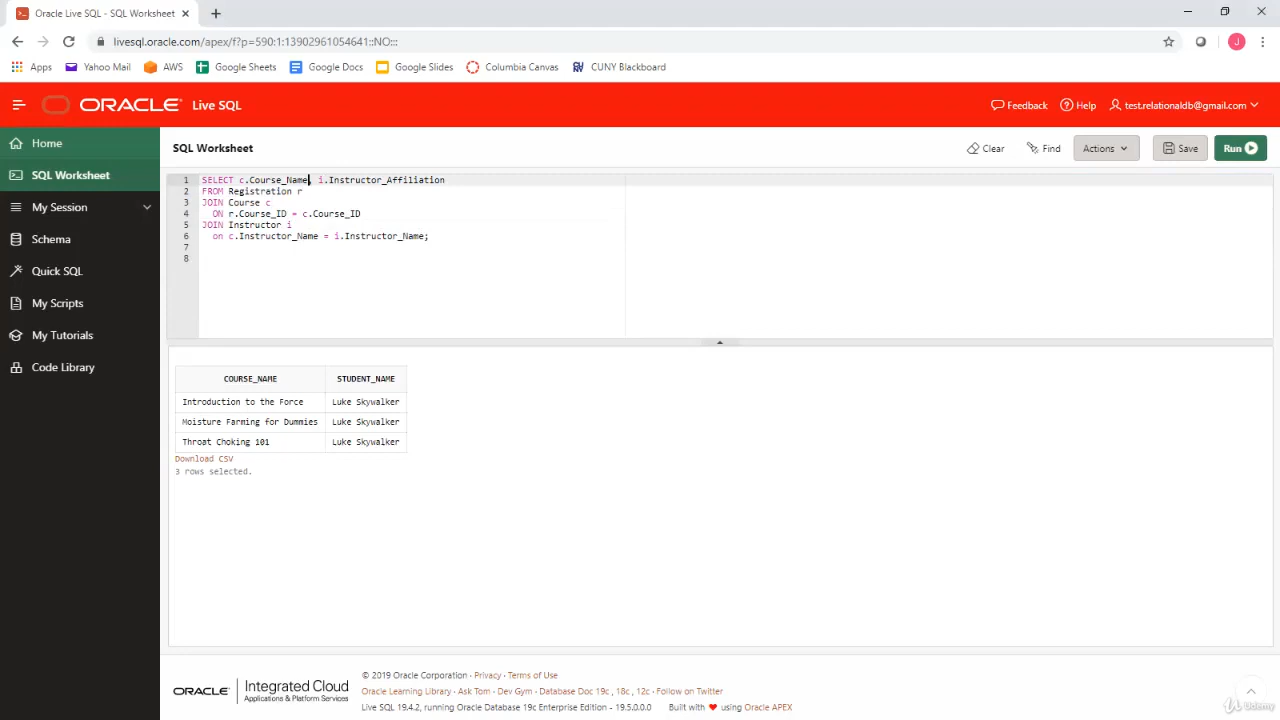 Oracle Live SQL - SQL Worksheet
livesql.oracle.com/apex/f?p=590:1:13902961054641::NO:::
J
Apps
Yahoo Mail
AWS
Google Sheets
Google Docs
Google Slides
Columbia Canvas
CUNY Blackboard
ORACLE Live SQL
Feedback
Help
test.relationaldb@gmail.com
Home
SQL Worksheet
My Session
Schema
Quick SQL
My Scripts
My Tutorials
Code Library
SQL Worksheet
Clear
Find
Actions
Save
Run
1 SELECT c.Course_Name, i.Instructor_Affiliation
2 FROM Registration r
3 JOIN Course c
4 ON r.Course_ID = c.Course_ID
5 JOIN Instructor i
6 on c.Instructor_Name = i.Instructor_Name;
7
8
COURSE_NAME STUDENT_NAME
Introduction to the Force Luke Skywalker
Moisture Farming for Dummies Luke Skywalker
Throat Choking 101 Luke Skywalker
Download CSV
3 rows selected.
ORACLE
Integrated Cloud
Applications & Platform Services
© 2019 Oracle Corporation · Privacy · Terms of Use
Oracle Learning Library · Ask Tom · Dev Gym · Database Doc 19c , 18c , 12c · Follow on Twitter
Live SQL 19.4.2, running Oracle Database 19c Enterprise Edition - 19.5.0.0.0 Built with ❤ using Oracle APEX
Udemy